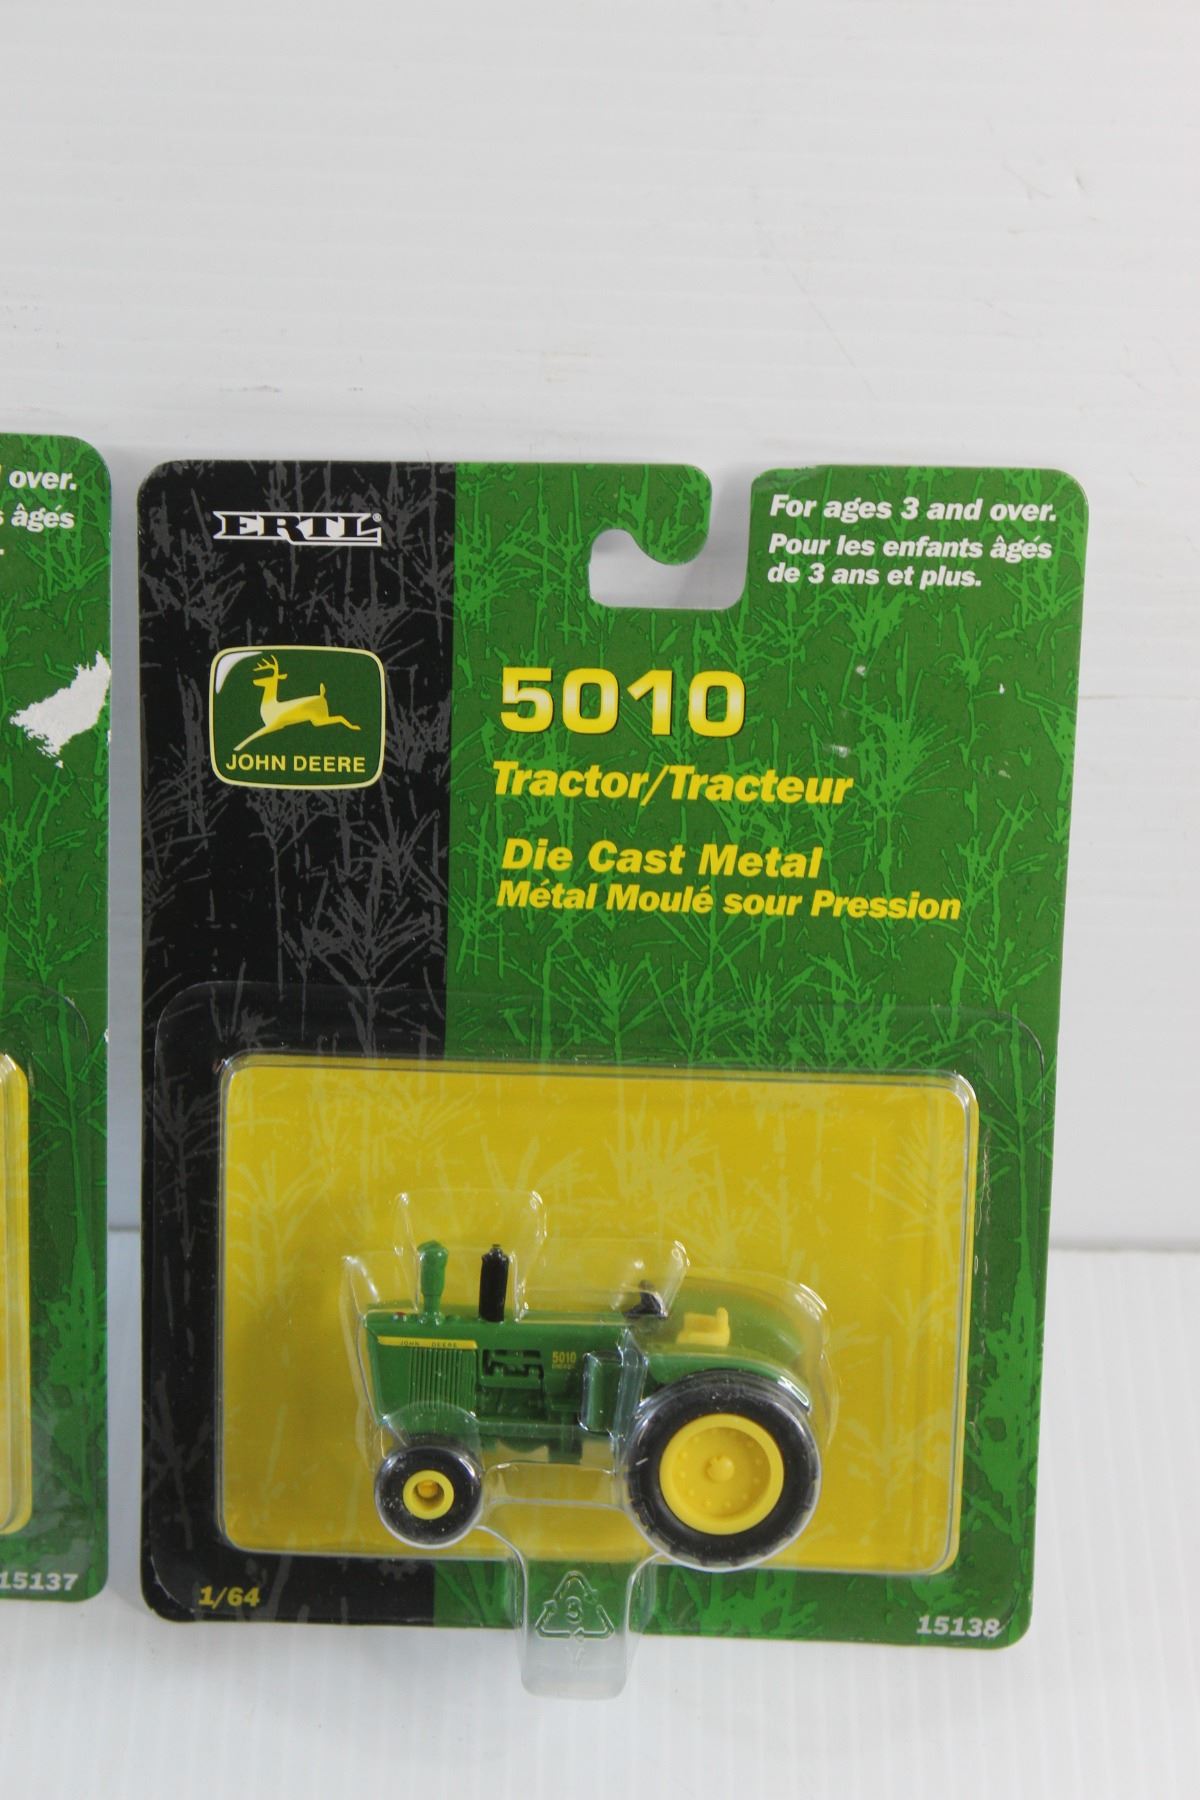 over.
âgés
15137
ERTL®
For ages 3 and over.
Pour les enfants âgés
de 3 ans et plus.
JOHN DEERE
5010
Tractor/Tracteur
Die Cast Metal
Métal Moulé sour Pression
JOHN DEERE
5010
3
1/64
15138